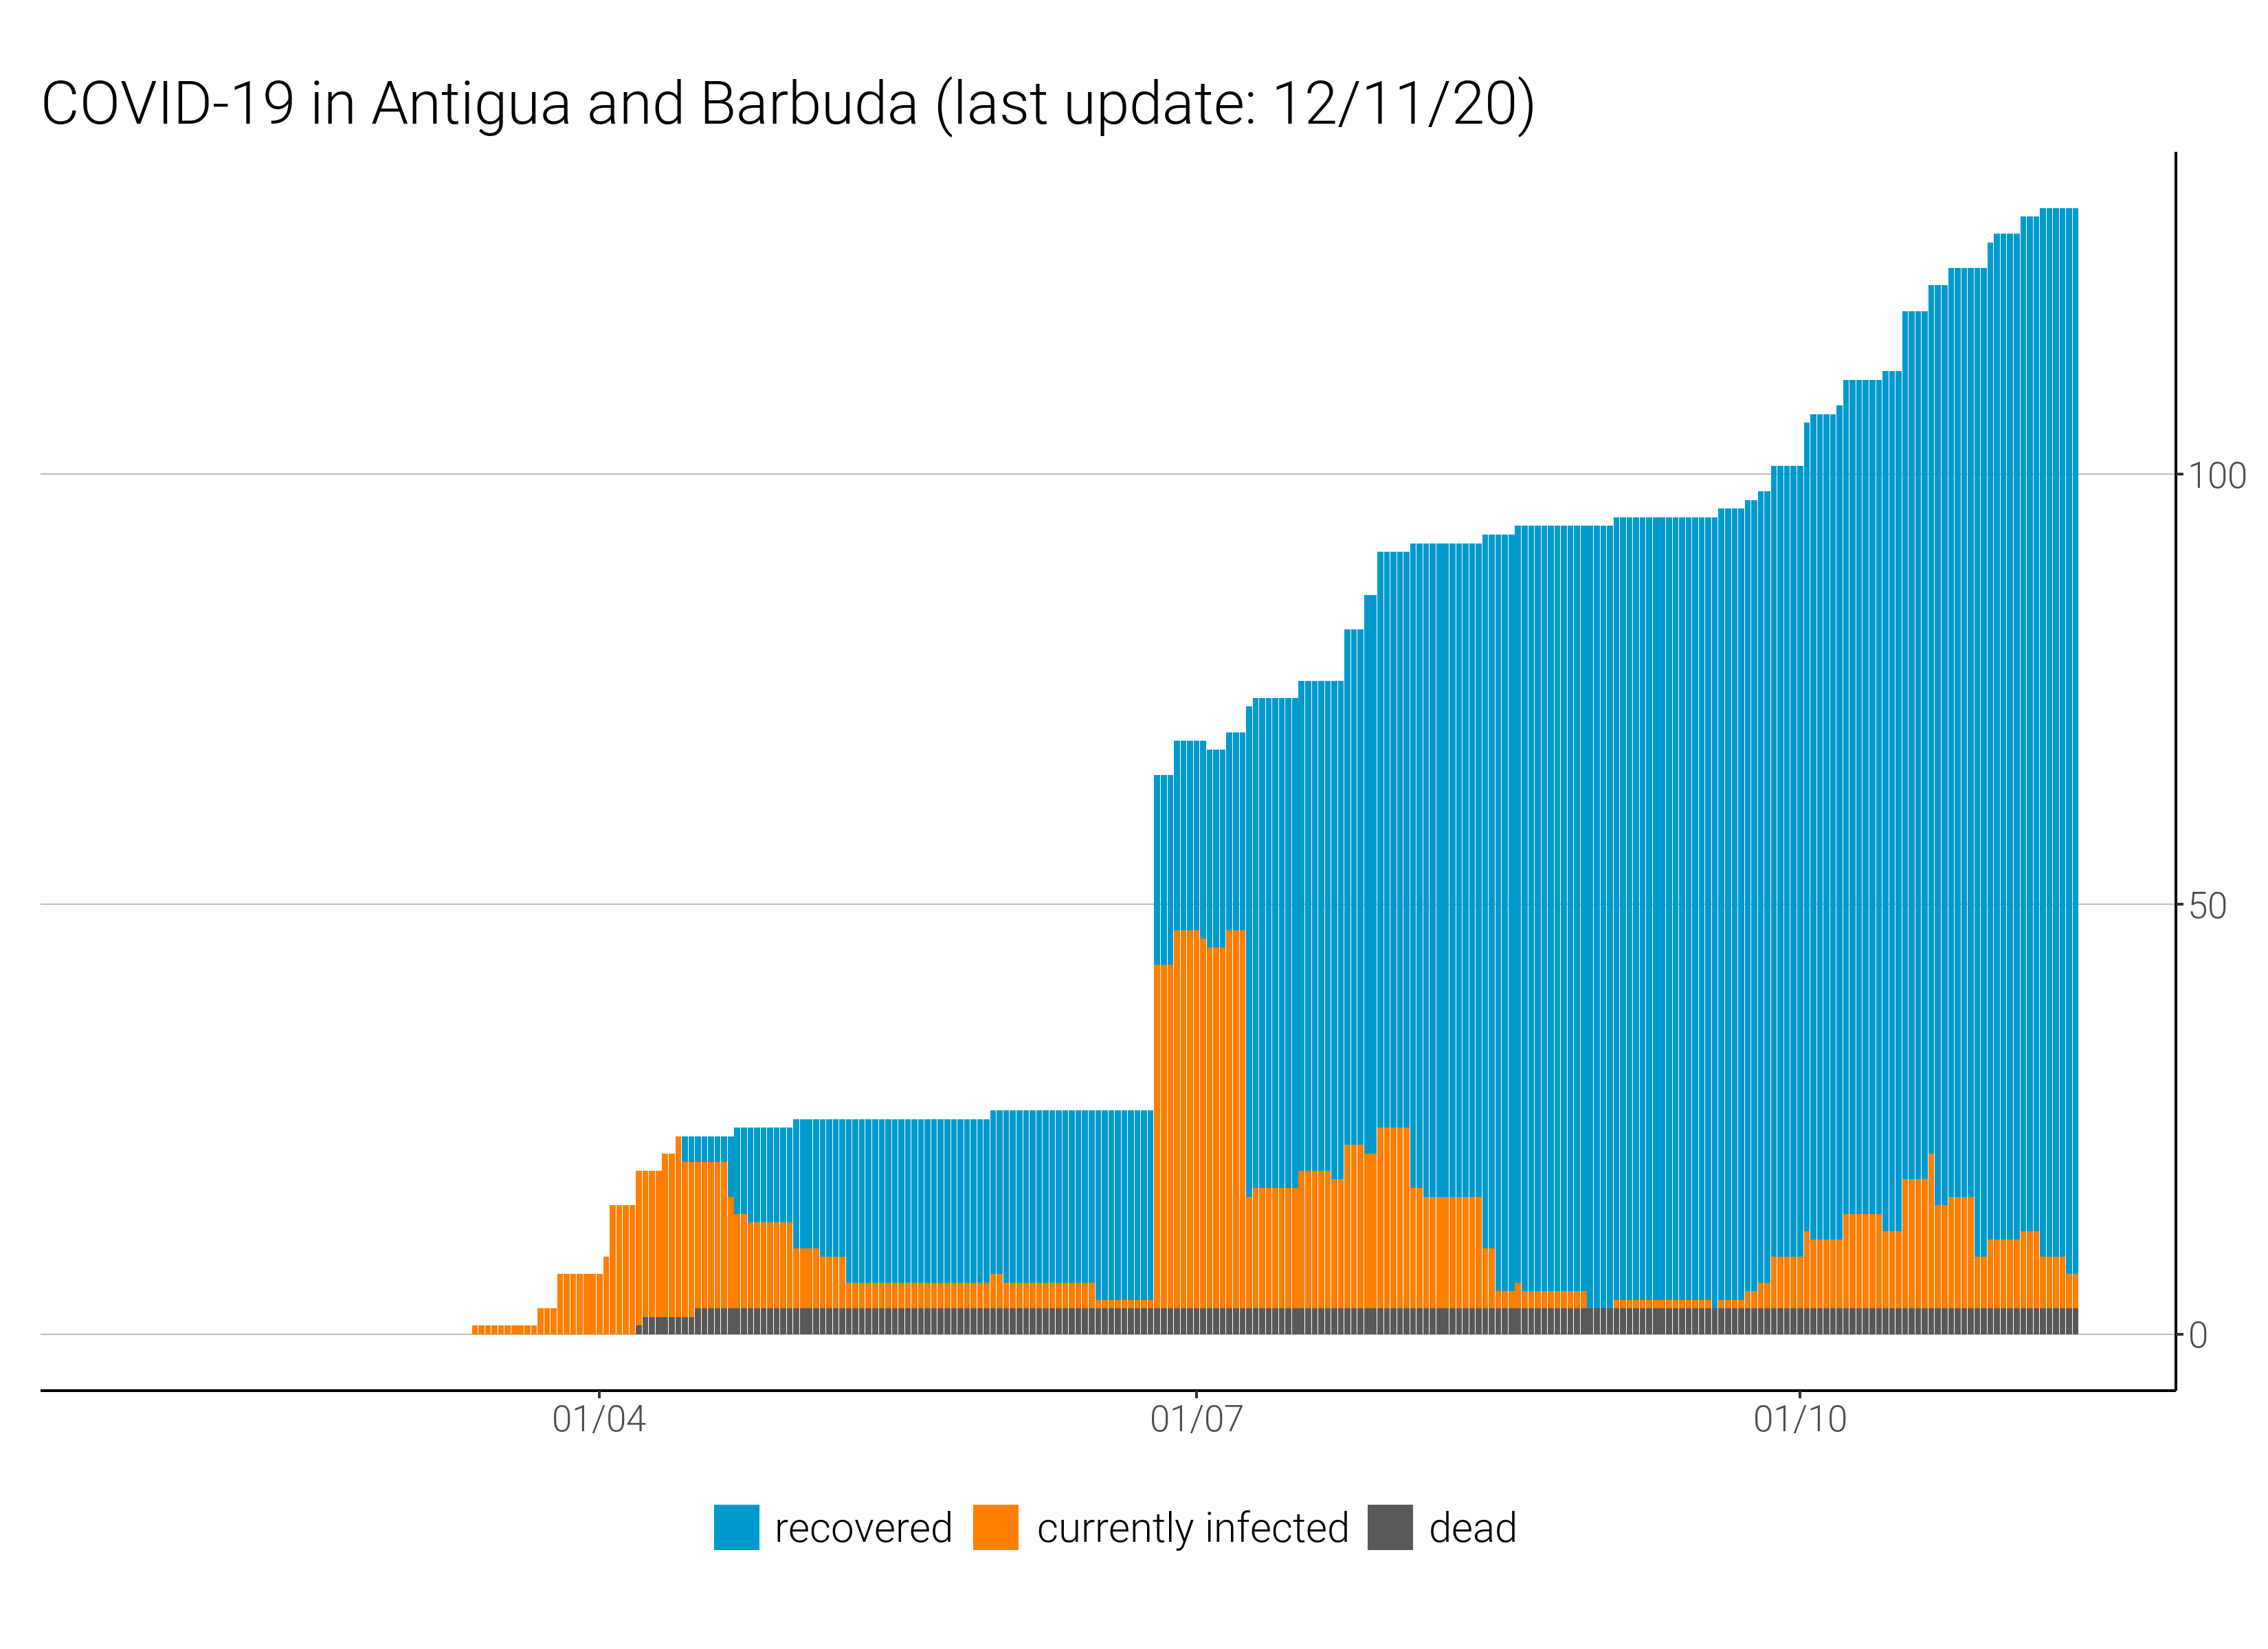 COVID-19 in Antigua and Barbuda (last update: 12/11/20)
100
50
0
01/04 01/07 01/10
recovered currently infected dead